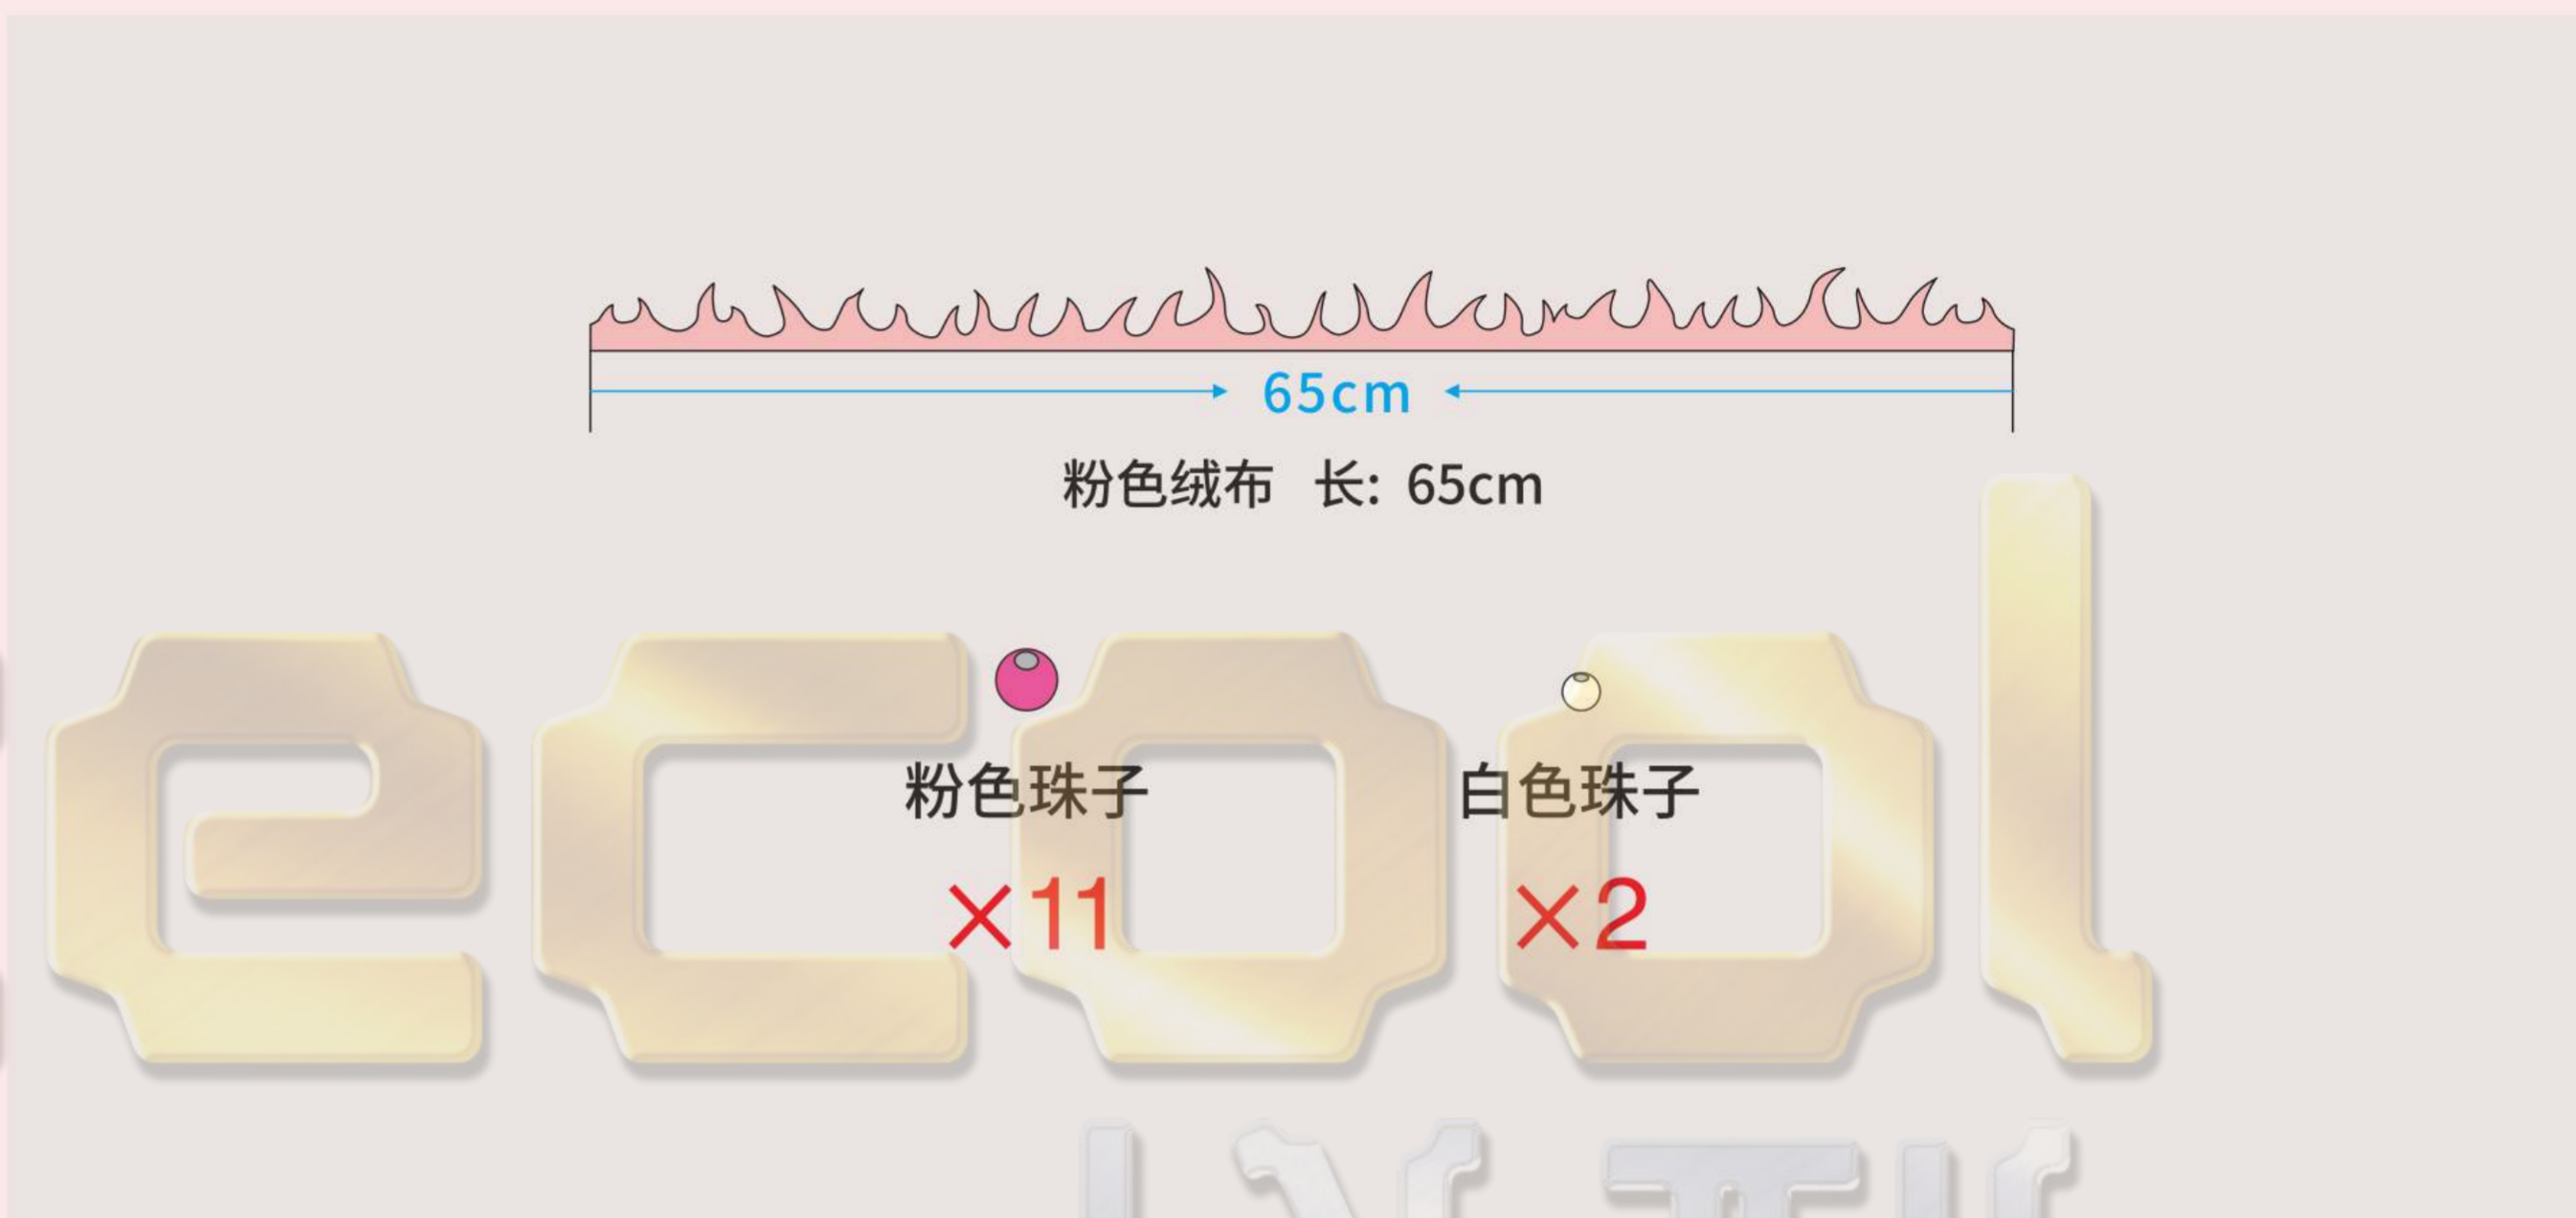 65cm
粉色绒布 长: 65cm
ecool
粉色珠子 白色珠子
×11 ×2